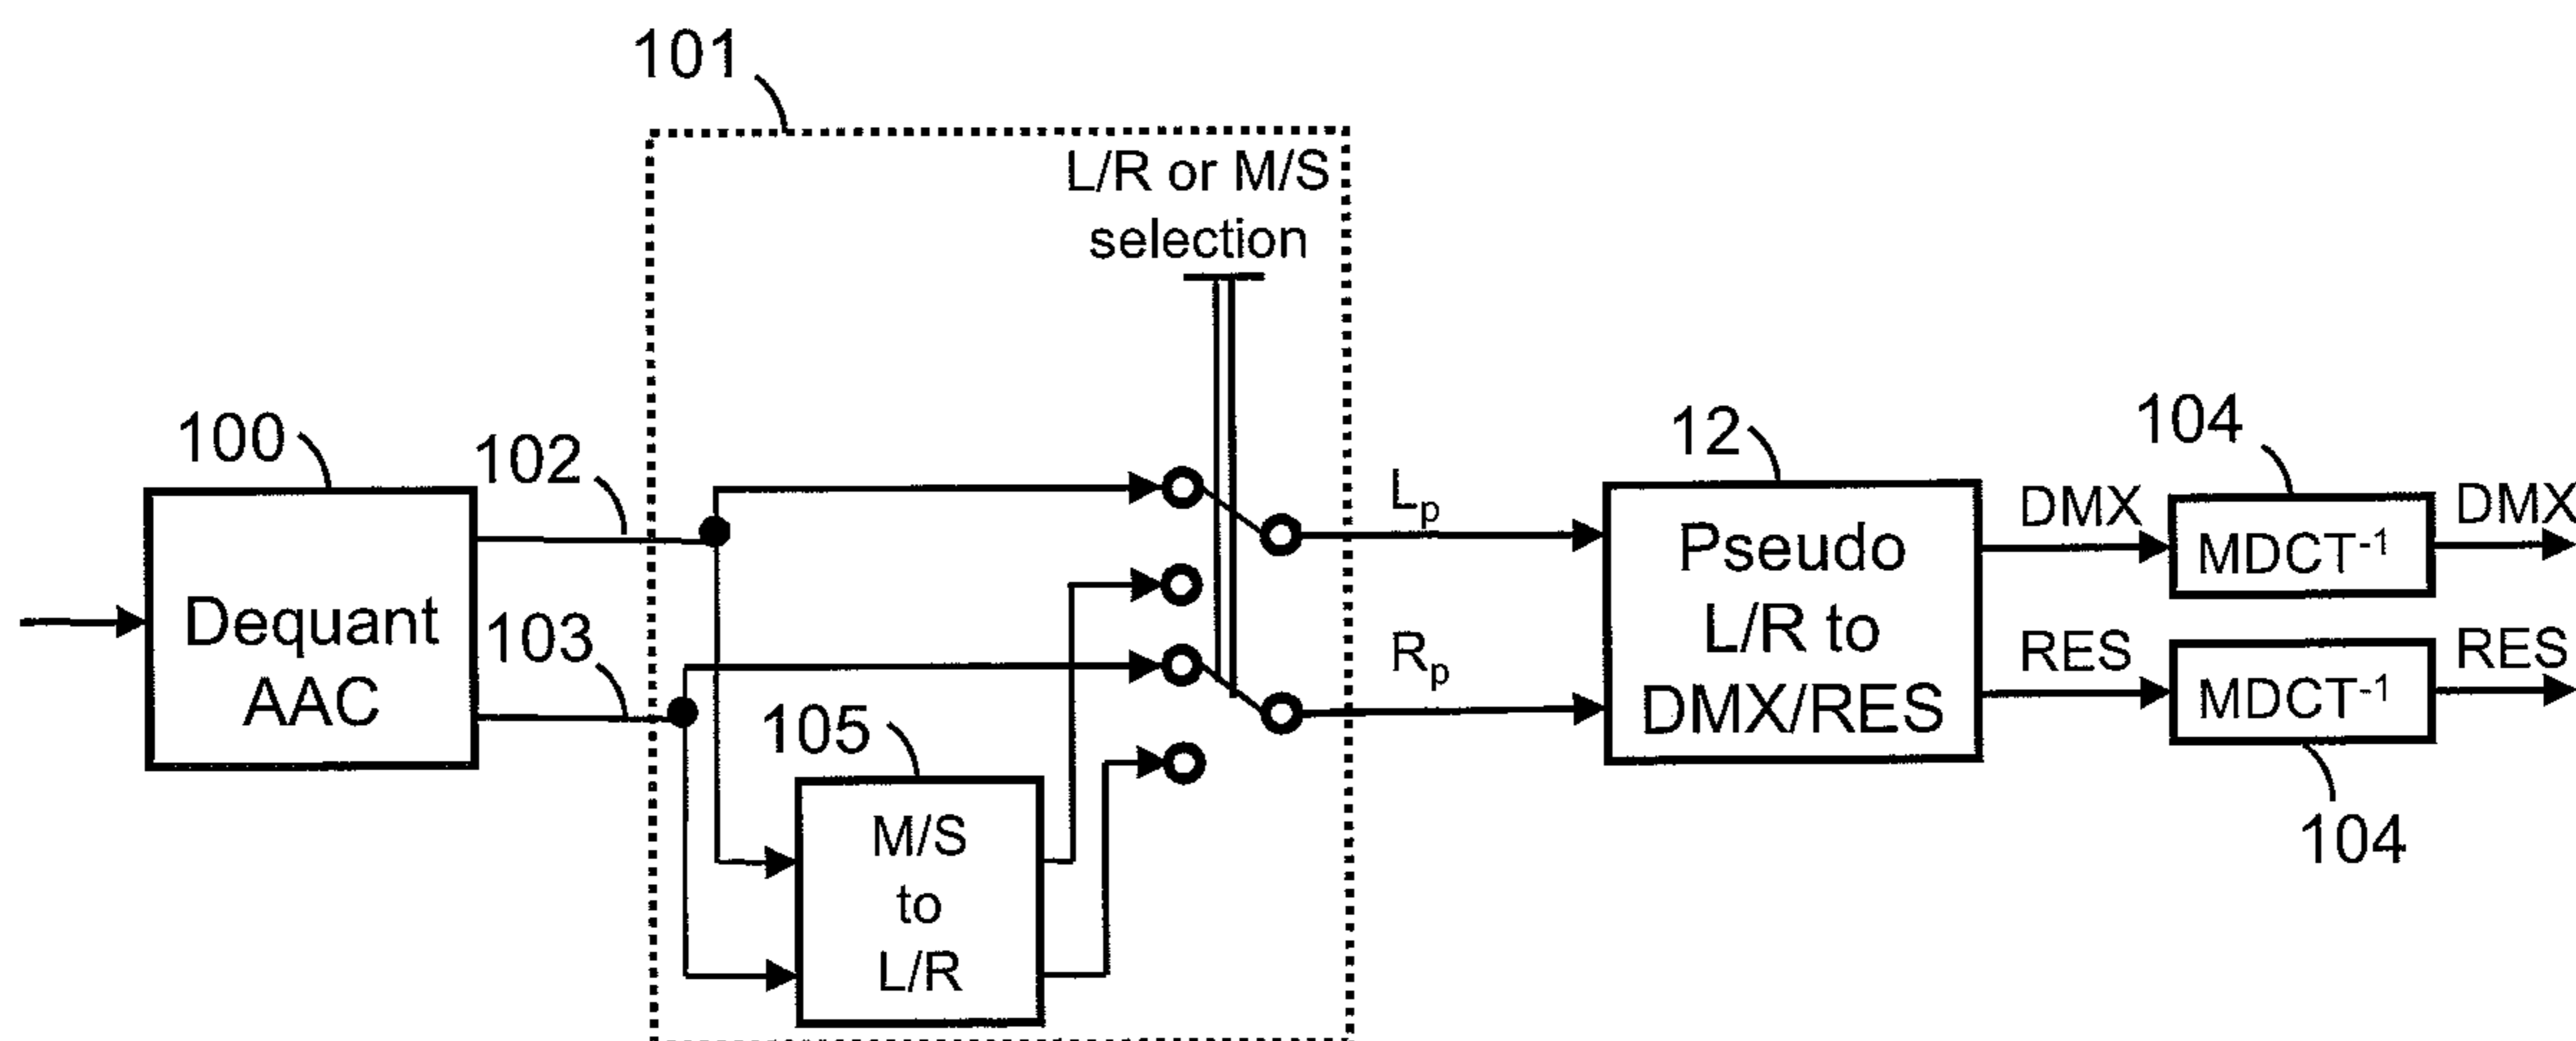 101
L/R or M/S
selection
100
102
103
Dequant
AAC
105
M/S
to
L/R
Lp
Rp
12
Pseudo
L/R to
DMX/RES
DMX
RES
104
MDCT-1
MDCT-1
104
DMX
RES